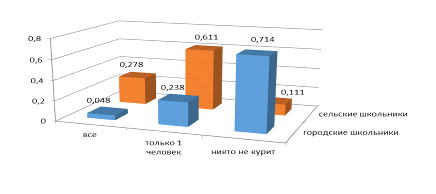 0,8
0,6
0,4
0,2
0
0,048
0,278
0,238
0,611
0,714
0,111
все
только 1
человек
никто не курит
сельские школьники
городские школьники